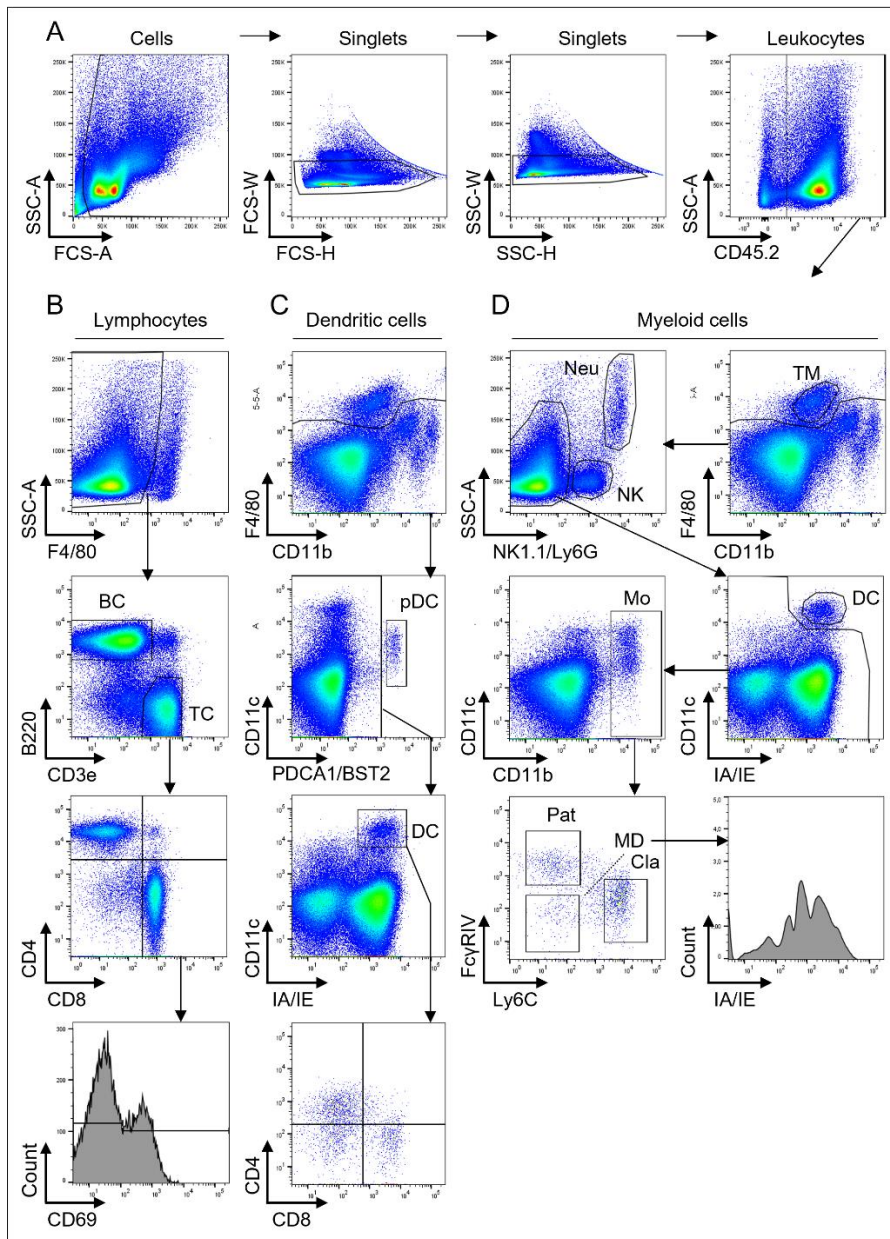 A
Cells
Singlets
Singlets
Leukocytes
SSC-A
FCS-A
FCS-W
FCS-H
SSC-W
SSC-H
SSC-A
CD45.2
B
C
D
Lymphocytes
Dendritic cells
Myeloid cells
SSC-A
F4/80
F4/80
CD11b
Neu
NK
SSC-A
NK1.1/Ly6G
TM
F4/80
CD11b
BC
TC
B220
CD3e
pDC
CD11c
PDCA1/BST2
Mo
CD11c
CD11b
DC
CD11c
IA/IE
CD4
CD8
DC
CD11c
IA/IE
Pat
MD
Cla
FcγRIV
Ly6C
Count
IA/IE
Count
CD69
CD4
CD8